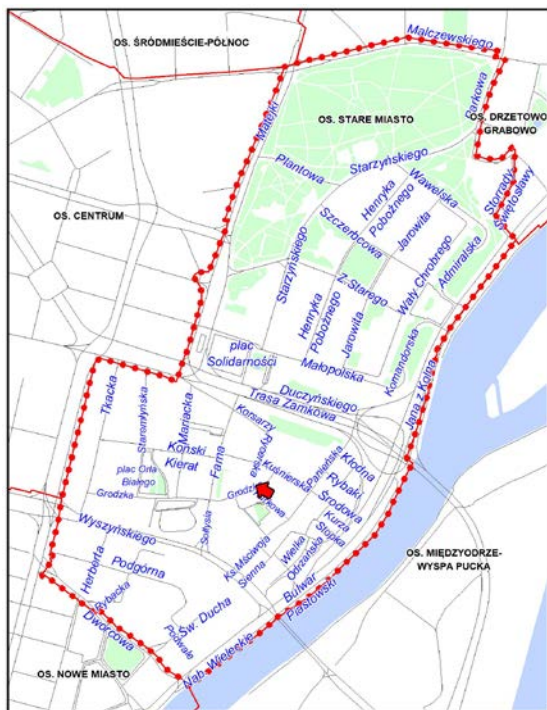 OS. ŚRÓDMIEŚCIE-PÓŁNOC
Malczewskiego
Matejki
Parkowa
OS. STARE MIASTO
OS. DRZETOWO
GRABOWO
Starzyńskiego
Plantowa
Wawelska
Storrady
Świętosławy
Henryka
Pobożnego
OS. CENTRUM
Szczerbcowa
Jarowita
Admiralska
Starzyńskiego
Z. Starego
Wały Chrobrego
Henryka
Pobożnego
Jarowita
plac
Solidarności
Małopolska
Komandorska
Jana z Kolna
Duczyńskiego
Trasa Zamkowa
Tkacka
Staromłyńska
Mariacka
Korsarzy
Rycerska
Koński
Kierat
Farna
Kuśnierska
Panieńska
Kłodna
plac Orła
Białego
Rybaki
Grodzka
Środowa
Wyszyńskiego
Sołtysia
Kurza
Stopka
Ks. Mściwoja
Wielka
Odrzańska
OS. MIĘDZYODRZE-
WYSPA PUCKA
Podgórna
Sienna
Herberta
Rybacka
Bulwar
Piastowski
Św. Ducha
Dworcowa
Podwale
Nab. Wieleckie
OS. NOWE MIASTO